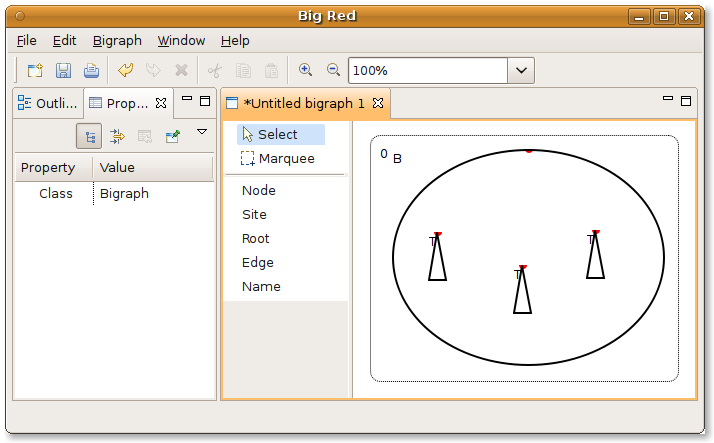 Big Red
File Edit Bigraph Window Help
100%
Outli... Prop...
*Untitled bigraph 1
Property Value
Class Bigraph
Select
Marquee
Node
Site
Root
Edge
Name
0 B
T
T
T